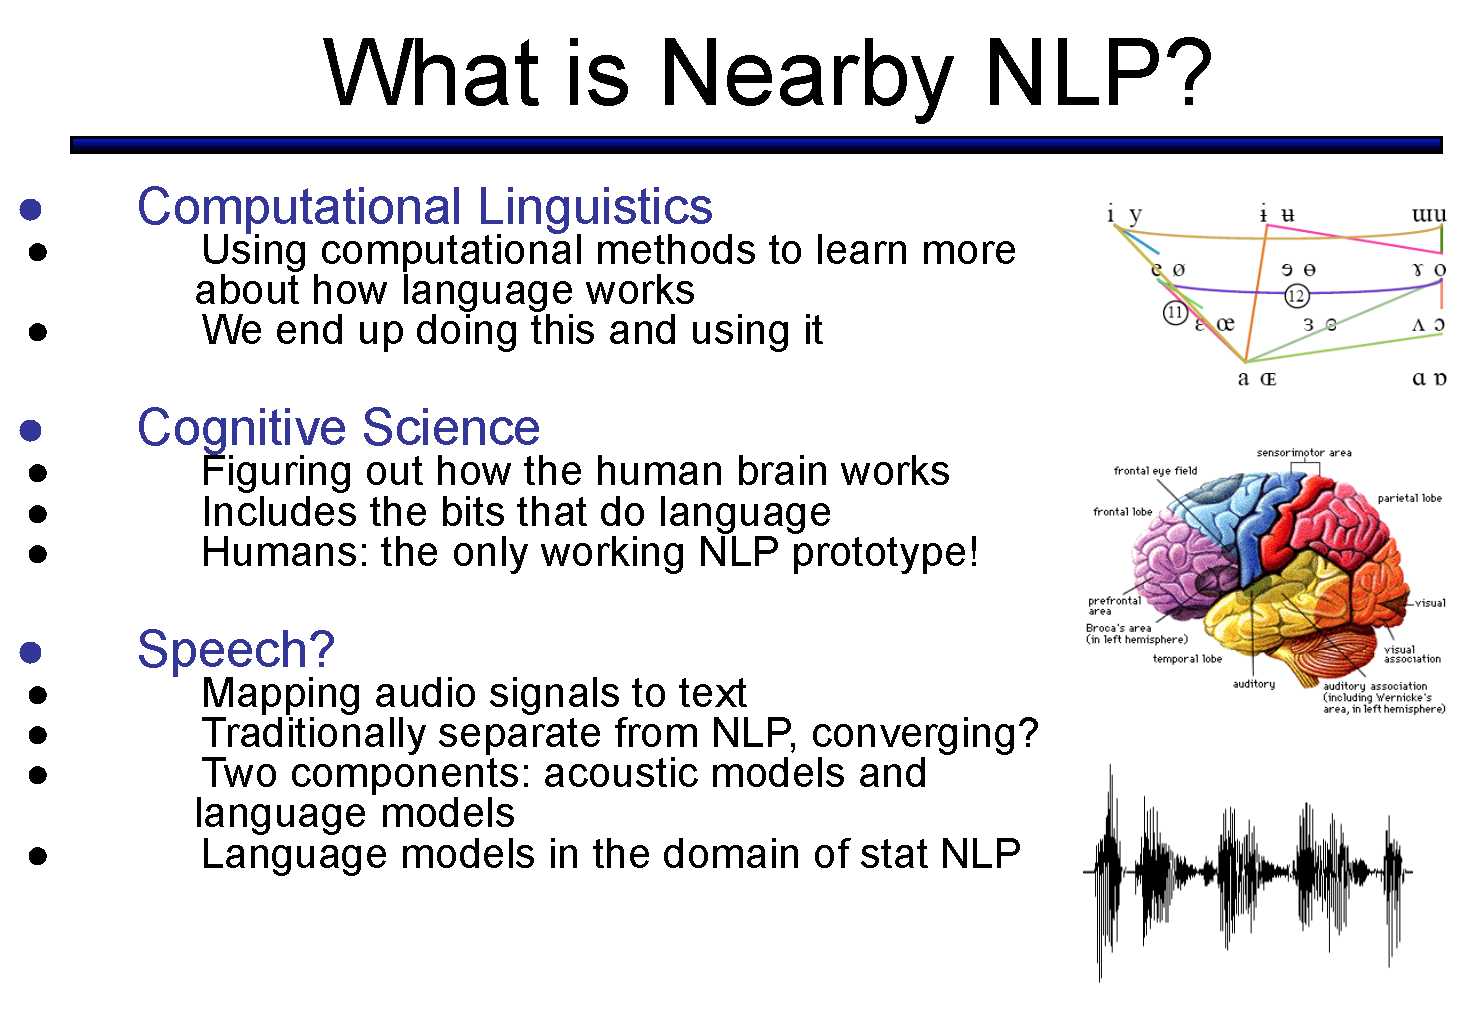 What is Nearby NLP?
● Computational Linguistics
● Using computational methods to learn more
about how language works
● We end up doing this and using it
● Cognitive Science
● Figuring out how the human brain works
● Includes the bits that do language
● Humans: the only working NLP prototype!
● Speech?
● Mapping audio signals to text
● Traditionally separate from NLP, converging?
● Two components: acoustic models and
language models
● Language models in the domain of stat NLP
i y ɨ ʉ ɯ u
e ø ɘ ɵ ɤ o
11 12
ɛ œ ɜ ɞ ʌ ɔ
a ɶ ɑ ɒ
sensorimotor area
frontal eye field
parietal lobe
frontal lobe
prefrontal
area
visual
Broca's area
(in left hemisphere)
visual
association
temporal lobe
auditory
auditory association
(including Wernicke's
area, in left hemisphere)